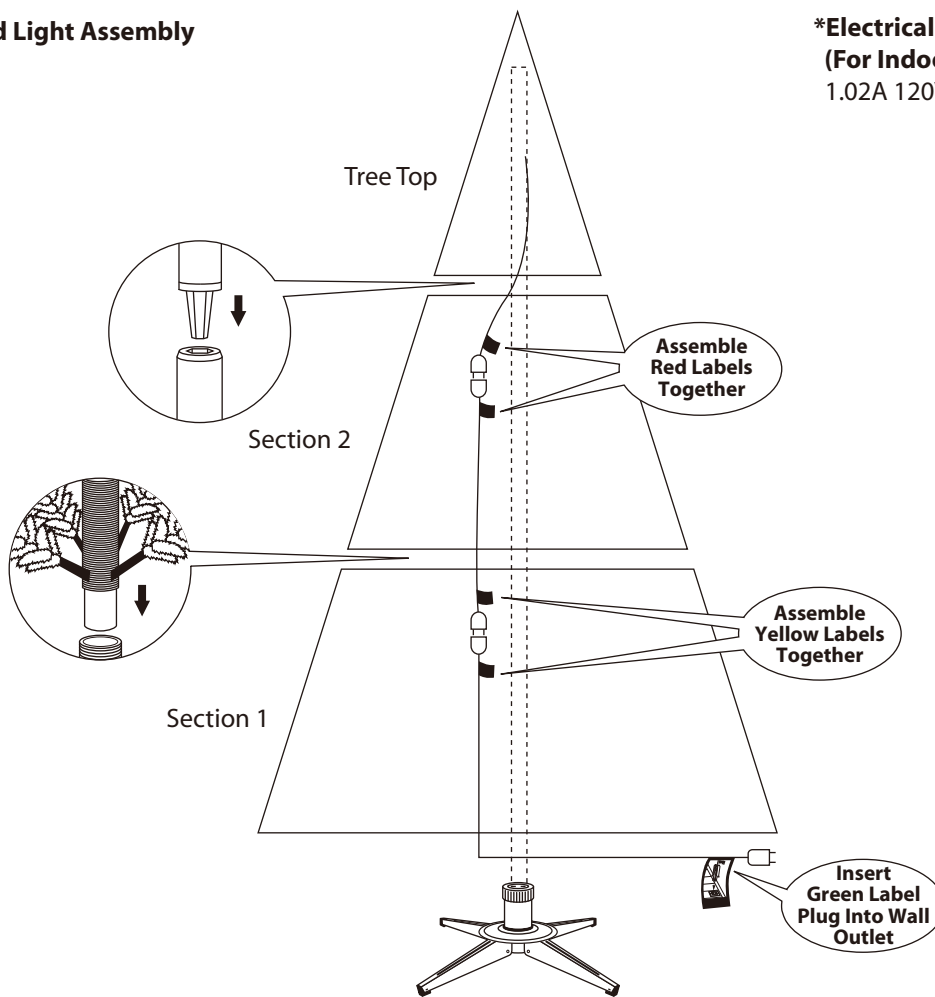 d Light Assembly
*Electrical
(For Indoo
1.02A 120
Tree Top
Assemble
Red Labels
Together
Section 2
Assemble
Yellow Labels
Together
Section 1
Insert
Green Label
Plug Into Wall
Outlet